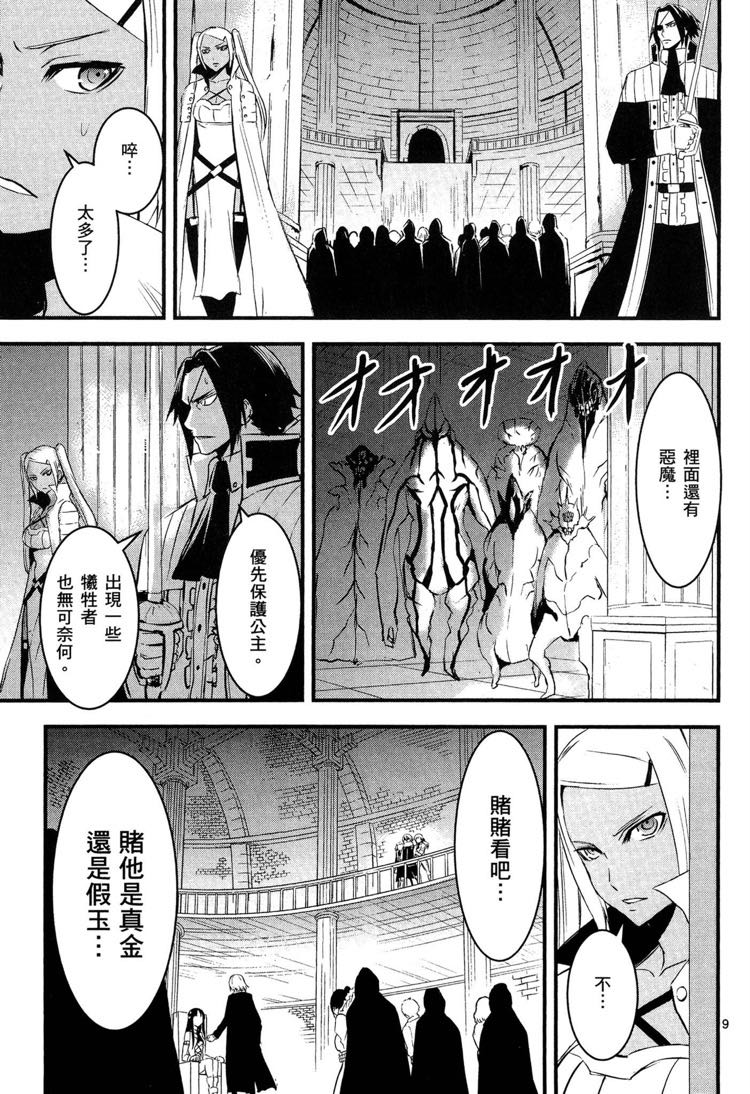 啐…
太多了…
裡面還有
惡魔…
オオオオオ
優先保護公主。
出現一些
犧牲者
也無可奈何。
不…
賭賭看吧…
賭他是真金
還是假玉…
9